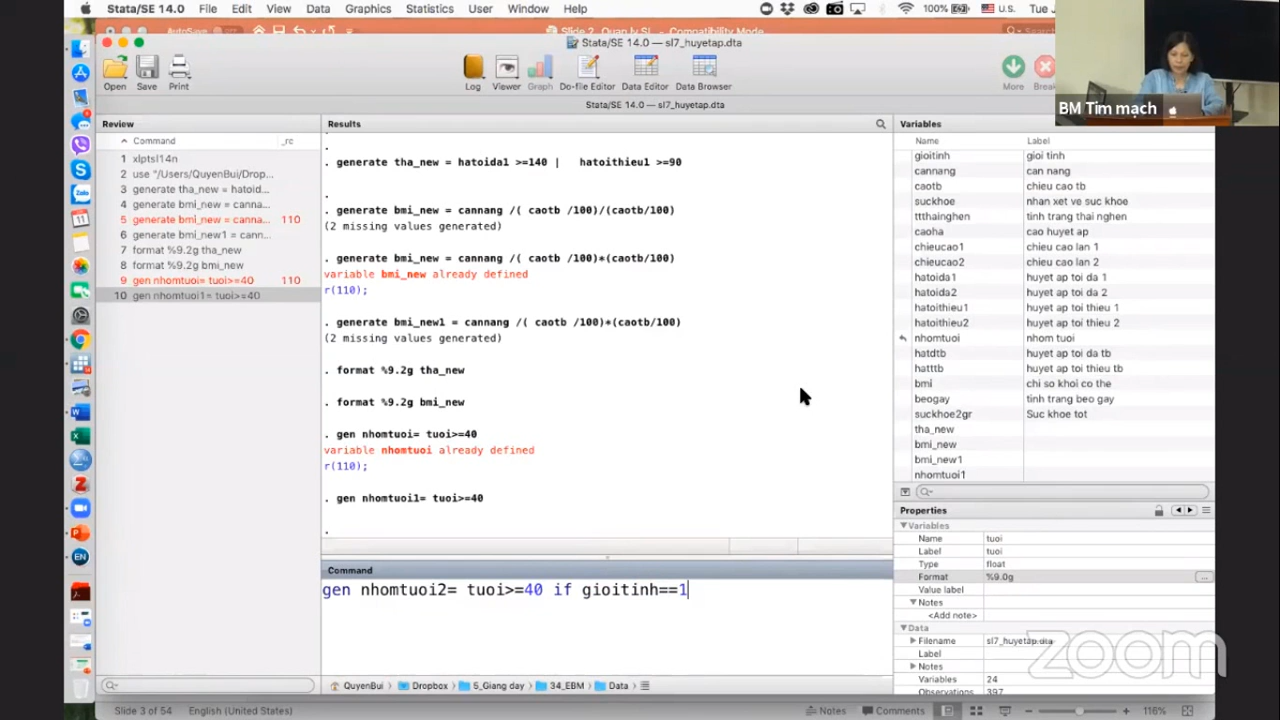 Stata/SE 14.0 File Edit View Data Graphics Statistics User Window Help 100% U.S. Tue
AutoSave Slide 2. Quan ly SL - Compatibility Mode
Stata/SE 14.0 — sl7_huyetap.dta
Open Save Print Log Viewer Graph Do-file Editor Data Editor Data Browser More Break
Stata/SE 14.0 — sl7_huyetap.dta
BM Tim mạch
Review
Command _rc
1 xlptsl14n
2 use "/Users/QuyenBui/Drop...
3 generate tha_new = hatoid...
4 generate bmi_new = canna...
5 generate bmi_new = canna... 110
6 generate bmi_new1 = cann...
7 format %9.2g tha_new
8 format %9.2g bmi_new
9 gen nhomtuoi= tuoi>=40 110
10 gen nhomtuoi1= tuoi>=40
Results
.
. generate tha_new = hatoida1 >=140 | hatoithieu1 >=90
.
. generate bmi_new = cannang /( caotb /100)/(caotb/100)
(2 missing values generated)
. generate bmi_new = cannang /( caotb /100)*(caotb/100)
variable bmi_new already defined
r(110);
. generate bmi_new1 = cannang /( caotb /100)*(caotb/100)
(2 missing values generated)
. format %9.2g tha_new
. format %9.2g bmi_new
. gen nhomtuoi= tuoi>=40
variable nhomtuoi already defined
r(110);
. gen nhomtuoi1= tuoi>=40
.
Command
gen nhomtuoi2= tuoi>=40 if gioitinh==1
QuyenBui Dropbox 5_Giang day 34_EBM Data
Variables
Name Label
gioitinh gioi tinh
cannang can nang
caotb chieu cao tb
suckhoe nhan xet ve suc khoe
ttthainghen tinh trang thai nghen
caoha cao huyet ap
chieucao1 chieu cao lan 1
chieucao2 chieu cao lan 2
hatoida1 huyet ap toi da 1
hatoida2 huyet ap toi da 2
hatoithieu1 huyet ap toi thieu 1
hatoithieu2 huyet ap toi thieu 2
nhomtuoi nhom tuoi
hatdtb huyet ap toi da tb
hatttb huyet ap toi thieu tb
bmi chi so khoi co the
beogay tinh trang beo gay
suckhoe2gr Suc khoe tot
tha_new
bmi_new
bmi_new1
nhomtuoi1
Properties
Variables
Name tuoi
Label tuoi
Type float
Format %9.0g
Value label
Notes
<Add note>
Data
Filename sl7_huyetap.dta
Label
Notes
Variables 24
Observations 397
zoom
Slide 3 of 54 English (United States) Notes Comments 116%